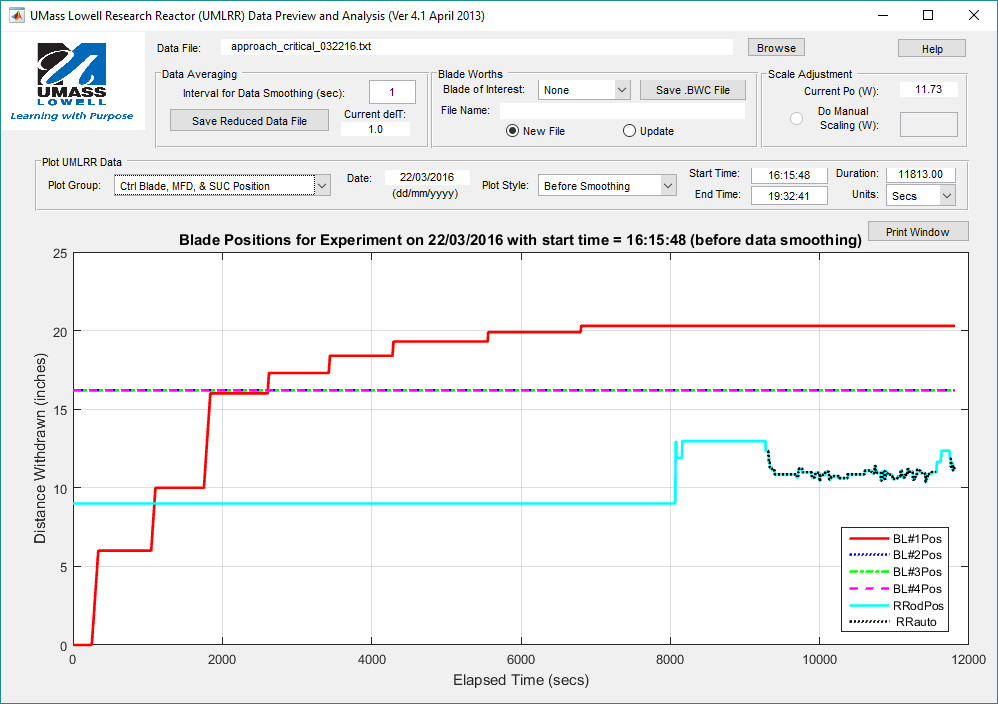 UMass Lowell Research Reactor (UMLRR) Data Preview and Analysis (Ver 4.1 April 2013)
UMASS
LOWELL
Learning with Purpose
Data File: approach_critical_032216.txt Browse Help
Data Averaging
Interval for Data Smoothing (sec): 1
Save Reduced Data File
Current delT:
1.0
Blade Worths
Blade of Interest: None Save .BWC File
File Name:
New File Update
Scale Adjustment
Current Po (W): 11.73
Do Manual
Scaling (W):
Plot UMLRR Data
Plot Group: Ctrl Blade, MFD, & SUC Position
Date: 22/03/2016
(dd/mm/yyyy)
Plot Style: Before Smoothing
Start Time: 16:15:48 Duration: 11813.00
End Time: 19:32:41 Units: Secs
Print Window
Blade Positions for Experiment on 22/03/2016 with start time = 16:15:48 (before data smoothing)
Distance Withdrawn (inches)
25
20
15
10
5
0
BL#1Pos
BL#2Pos
BL#3Pos
BL#4Pos
RRodPos
RRauto
0 2000 4000 6000 8000 10000 12000
Elapsed Time (secs)